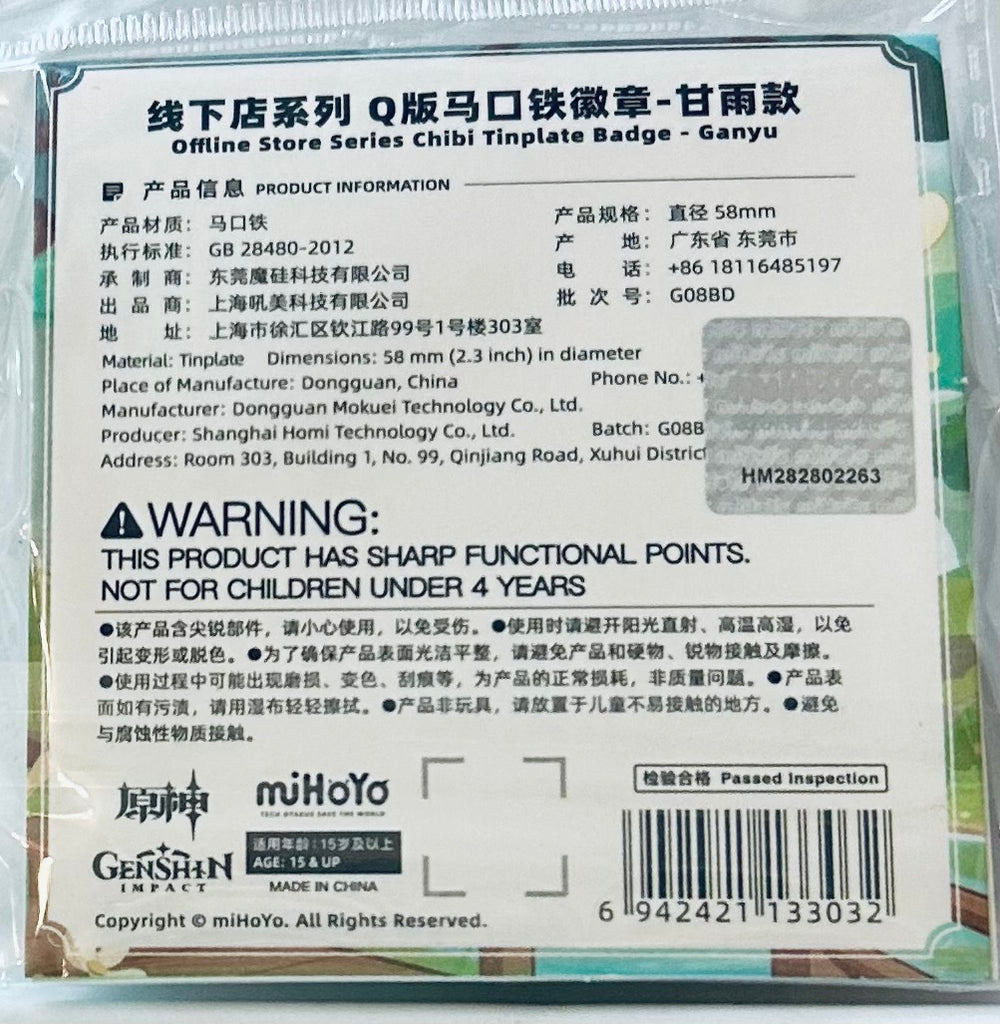 线下店系列 Q版马口铁徽章-甘雨款
Offline Store Series Chibi Tinplate Badge - Ganyu
产品信息 PRODUCT INFORMATION
产品材质：马口铁 产品规格：直径 58mm
执行标准：GB 28480-2012 产 地：广东省 东莞市
承 制 商：东莞魔硅科技有限公司 电 话：+86 18116485197
出 品 商：上海吼美科技有限公司 批 次 号：G08BD
地 址：上海市徐汇区钦江路99号1号楼303室
Material: Tinplate Dimensions: 58 mm (2.3 inch) in diameter
Place of Manufacture: Dongguan, China Phone No.: +
Manufacturer: Dongguan Mokuei Technology Co., Ltd.
Producer: Shanghai Homi Technology Co., Ltd. Batch: G08B
Address: Room 303, Building 1, No. 99, Qinjiang Road, Xuhui District
HM282802263
WARNING:
THIS PRODUCT HAS SHARP FUNCTIONAL POINTS.
NOT FOR CHILDREN UNDER 4 YEARS
●该产品含尖锐部件，请小心使用，以免受伤。●使用时请避开阳光直射、高温高湿，以免
引起变形或脱色。●为了确保产品表面光洁平整，请避免产品和硬物、锐物接触及摩擦。
●使用过程中可能出现磨损、变色、刮痕等，为产品的正常损耗，非质量问题。●产品表
面如有污渍，请用湿布轻轻擦拭。●产品非玩具，请放置于儿童不易接触的地方。●避免
与腐蚀性物质接触。
原神
GENSHIN
IMPACT
miHoYo
TECH OTAKUS SAVE THE WORLD
适用年龄：15岁及以上
AGE: 15 & UP
MADE IN CHINA
检验合格 Passed Inspection
6 942421 133032
Copyright © miHoYo. All Rights Reserved.